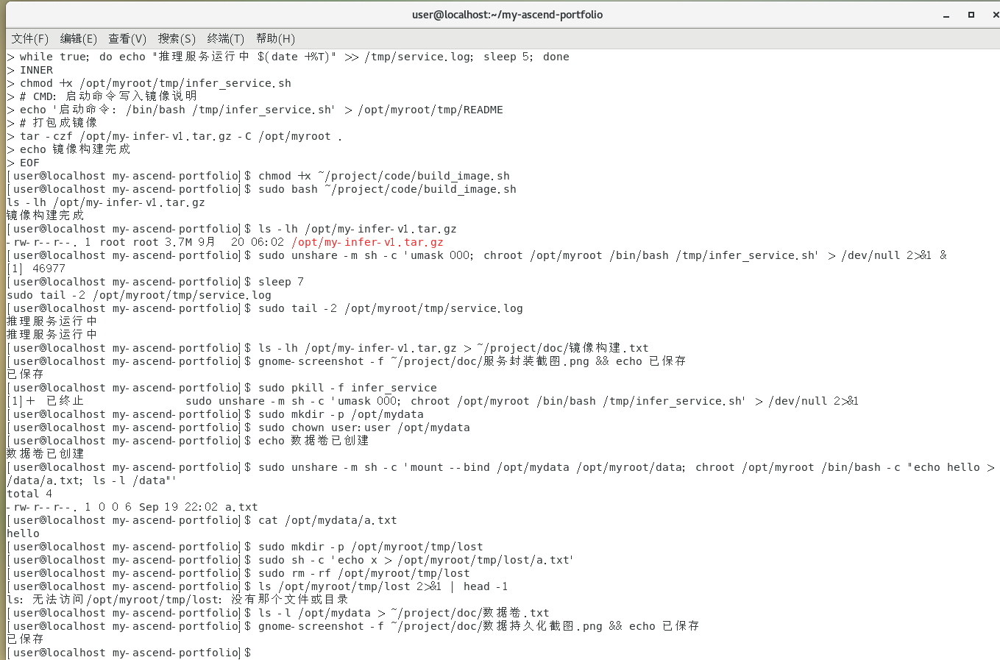 user@localhost:~/my-ascend-portfolio
文件(F) 编辑(E) 查看(V) 搜索(S) 终端(T) 帮助(H)
> while true; do echo "推理服务运行中 $(date +%T)" >> /tmp/service.log; sleep 5; done
> INNER
> chmod +x /opt/myroot/tmp/infer_service.sh
> # CMD: 启动命令写入镜像说明
> echo '启动命令: /bin/bash /tmp/infer_service.sh' > /opt/myroot/tmp/README
> # 打包成镜像
> tar -czf /opt/my-infer-v1.tar.gz -C /opt/myroot .
> echo 镜像构建完成
> EOF
[user@localhost my-ascend-portfolio]$ chmod +x ~/project/code/build_image.sh
[user@localhost my-ascend-portfolio]$ sudo bash ~/project/code/build_image.sh
ls -lh /opt/my-infer-v1.tar.gz
镜像构建完成
[user@localhost my-ascend-portfolio]$ ls -lh /opt/my-infer-v1.tar.gz
-rw-r--r--. 1 root root 3.7M 9月  20 06:02 /opt/my-infer-v1.tar.gz
[user@localhost my-ascend-portfolio]$ sudo unshare -m sh -c 'umask 000; chroot /opt/myroot /bin/bash /tmp/infer_service.sh' > /dev/null 2>&1 &
[1] 46977
[user@localhost my-ascend-portfolio]$ sleep 7
sudo tail -2 /opt/myroot/tmp/service.log
[user@localhost my-ascend-portfolio]$ sudo tail -2 /opt/myroot/tmp/service.log
推理服务运行中
推理服务运行中
[user@localhost my-ascend-portfolio]$ ls -lh /opt/my-infer-v1.tar.gz > ~/project/doc/镜像构建.txt
[user@localhost my-ascend-portfolio]$ gnome-screenshot -f ~/project/doc/服务封装截图.png && echo 已保存
已保存
[user@localhost my-ascend-portfolio]$ sudo pkill -f infer_service
[1]+  已终止               sudo unshare -m sh -c 'umask 000; chroot /opt/myroot /bin/bash /tmp/infer_service.sh' > /dev/null 2>&1
[user@localhost my-ascend-portfolio]$ sudo mkdir -p /opt/mydata
[user@localhost my-ascend-portfolio]$ sudo chown user:user /opt/mydata
[user@localhost my-ascend-portfolio]$ echo 数据卷已创建
数据卷已创建
[user@localhost my-ascend-portfolio]$ sudo unshare -m sh -c 'mount --bind /opt/mydata /opt/myroot/data; chroot /opt/myroot /bin/bash -c "echo hello >
/data/a.txt; ls -l /data"'
total 4
-rw-r--r--. 1 0 0 6 Sep 19 22:02 a.txt
[user@localhost my-ascend-portfolio]$ cat /opt/mydata/a.txt
hello
[user@localhost my-ascend-portfolio]$ sudo mkdir -p /opt/myroot/tmp/lost
[user@localhost my-ascend-portfolio]$ sudo sh -c 'echo x > /opt/myroot/tmp/lost/a.txt'
[user@localhost my-ascend-portfolio]$ sudo rm -rf /opt/myroot/tmp/lost
[user@localhost my-ascend-portfolio]$ ls /opt/myroot/tmp/lost 2>&1 | head -1
ls: 无法访问/opt/myroot/tmp/lost: 没有那个文件或目录
[user@localhost my-ascend-portfolio]$ ls -l /opt/mydata > ~/project/doc/数据卷.txt
[user@localhost my-ascend-portfolio]$ gnome-screenshot -f ~/project/doc/数据持久化截图.png && echo 已保存
已保存
[user@localhost my-ascend-portfolio]$